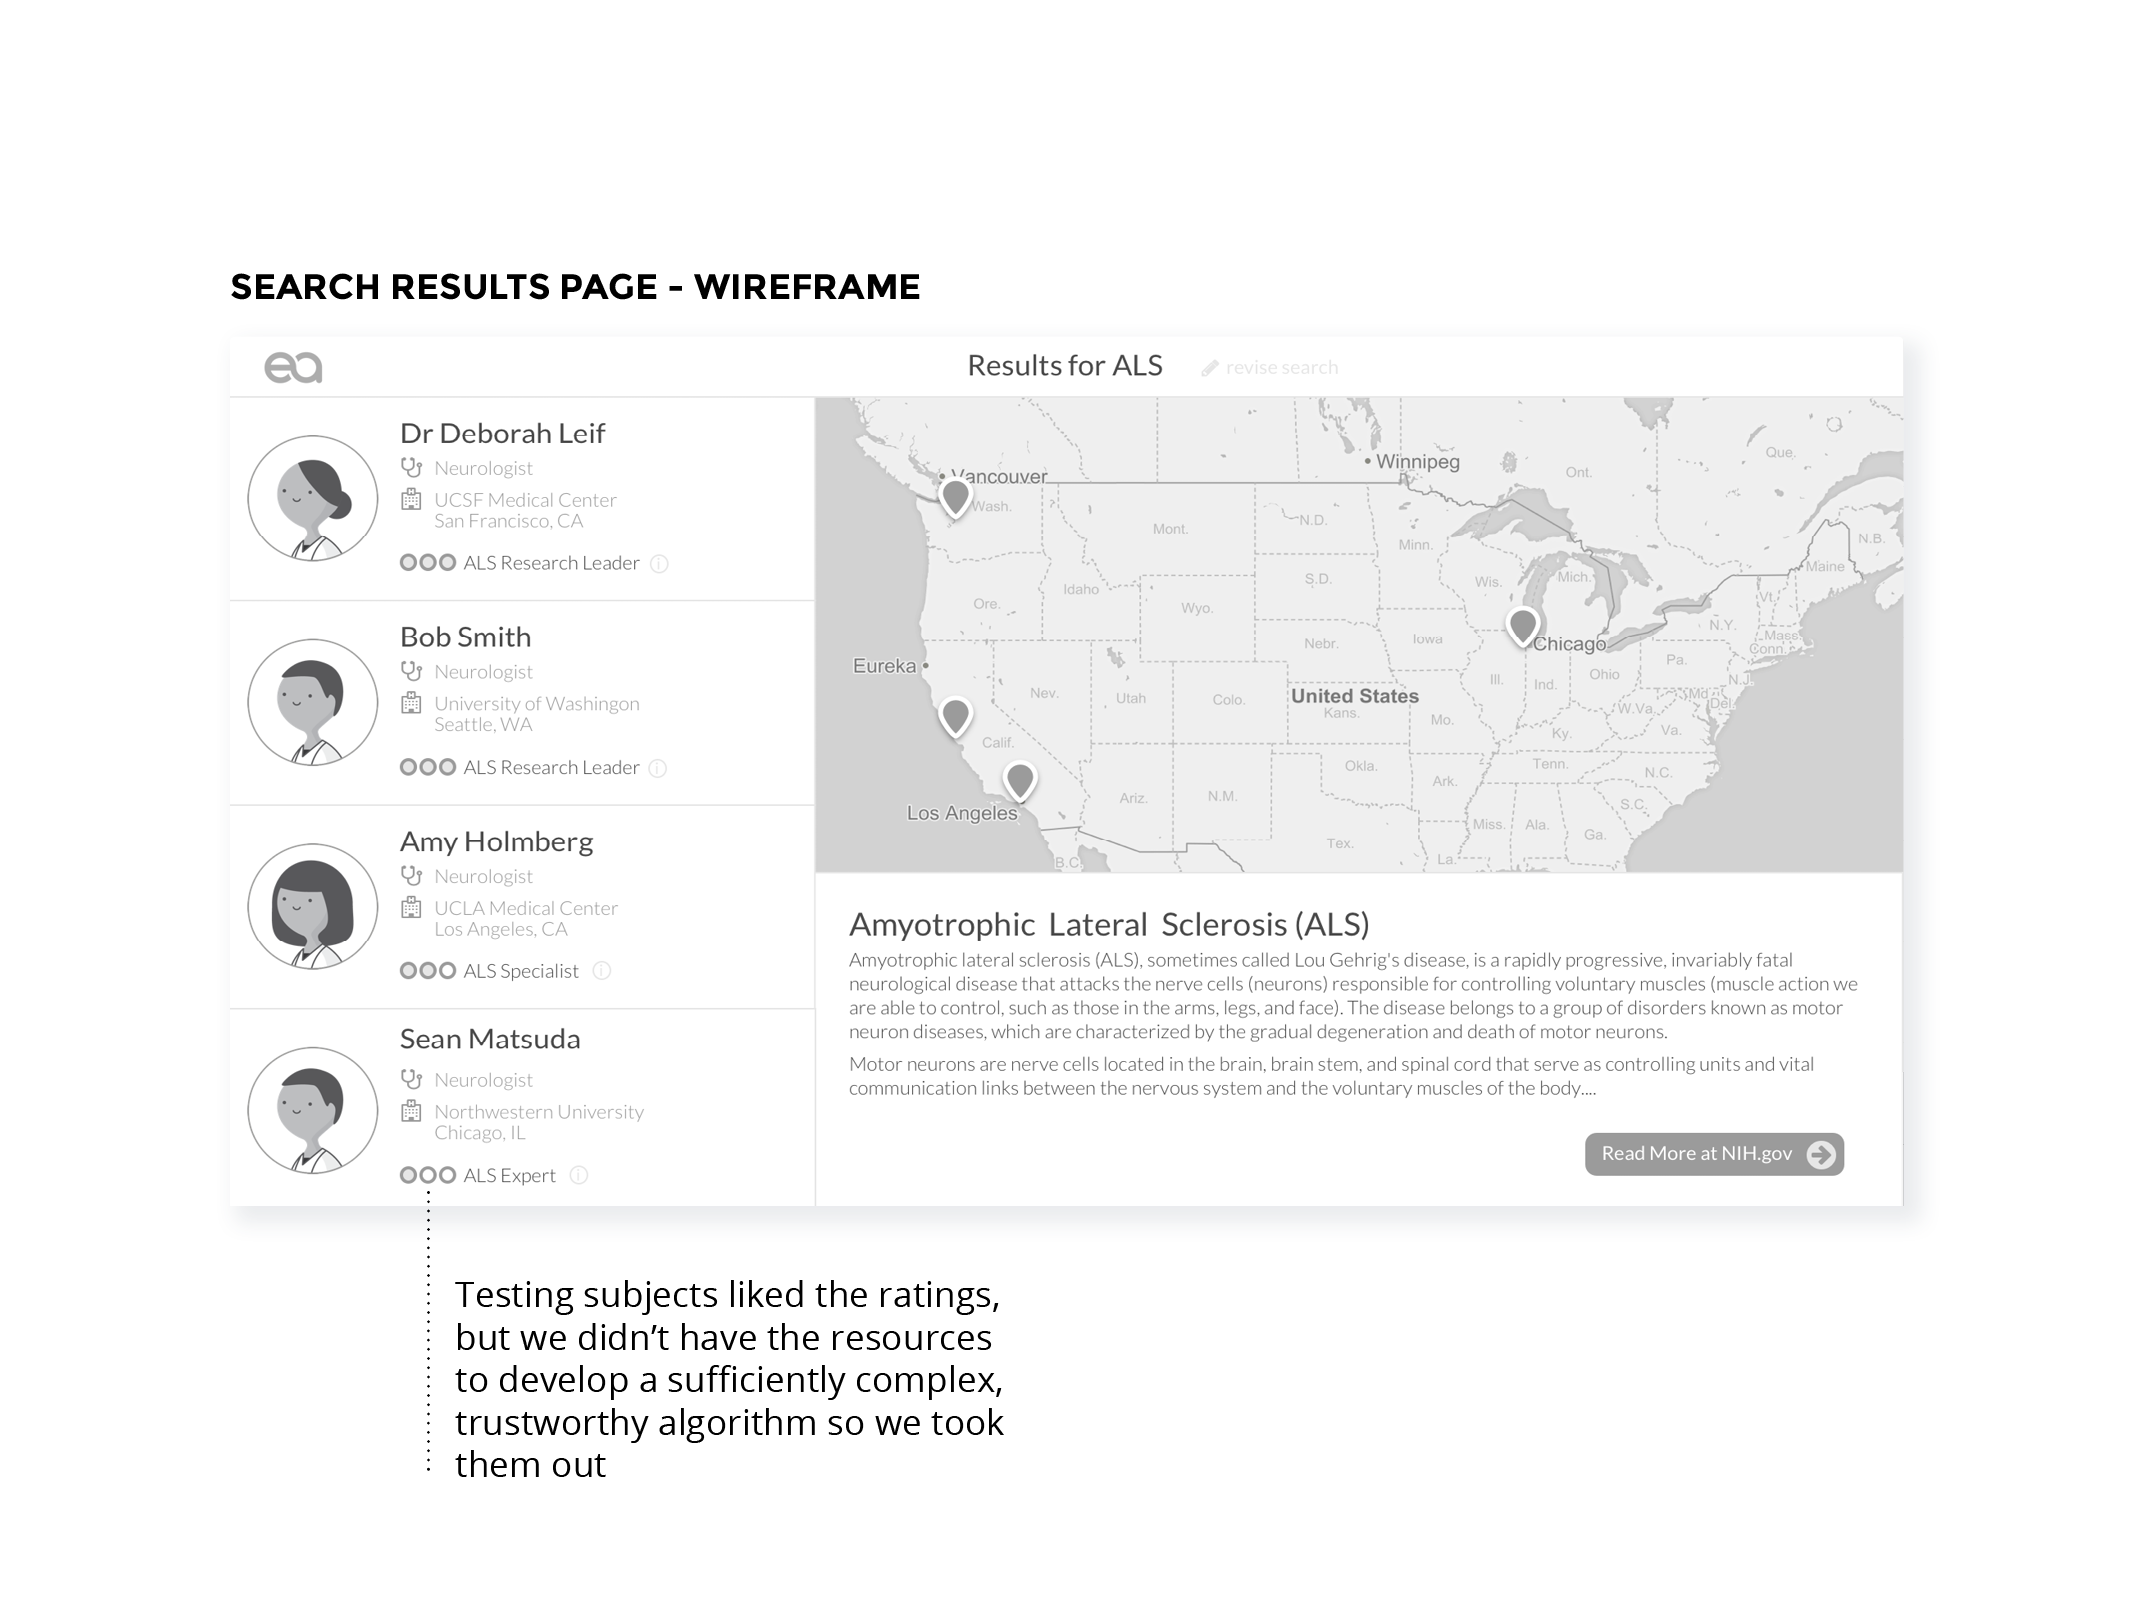 SEARCH RESULTS PAGE - WIREFRAME
ea
Results for ALS
revise search
Dr Deborah Leif
Neurologist
UCSF Medical Center
San Francisco, CA
ALS Research Leader
Bob Smith
Neurologist
University of Washingon
Seattle, WA
ALS Research Leader
Amy Holmberg
Neurologist
UCLA Medical Center
Los Angeles, CA
ALS Specialist
Sean Matsuda
Neurologist
Northwestern University
Chicago, IL
ALS Expert
Vancouver
Winnipeg
Ont.
Que.
Wash.
Mont.
N.D.
Minn.
N.B.
Maine
Ore.
Idaho
S.D.
Wis.
Mich.
Vt.
Wyo.
N.Y.
Mass.
Conn.
Nebr.
Iowa
Chicago
Eureka
Pa.
Nev.
Utah
Colo.
United States
Kans.
Ill.
Ind.
Ohio
N.J.
Md.
Del.
W.Va.
Va.
Mo.
Ky.
Calif.
Okla.
Ark.
Tenn.
N.C.
Los Angeles
Ariz.
N.M.
S.C.
Miss.
Ala.
Ga.
Tex.
La.
B.C.
Amyotrophic Lateral Sclerosis (ALS)
Amyotrophic lateral sclerosis (ALS), sometimes called Lou Gehrig's disease, is a rapidly progressive, invariably fatal
neurological disease that attacks the nerve cells (neurons) responsible for controlling voluntary muscles (muscle action we
are able to control, such as those in the arms, legs, and face). The disease belongs to a group of disorders known as motor
neuron diseases, which are characterized by the gradual degeneration and death of motor neurons.
Motor neurons are nerve cells located in the brain, brain stem, and spinal cord that serve as controlling units and vital
communication links between the nervous system and the voluntary muscles of the body....
Read More at NIH.gov
Testing subjects liked the ratings,
but we didn’t have the resources
to develop a sufficiently complex,
trustworthy algorithm so we took
them out